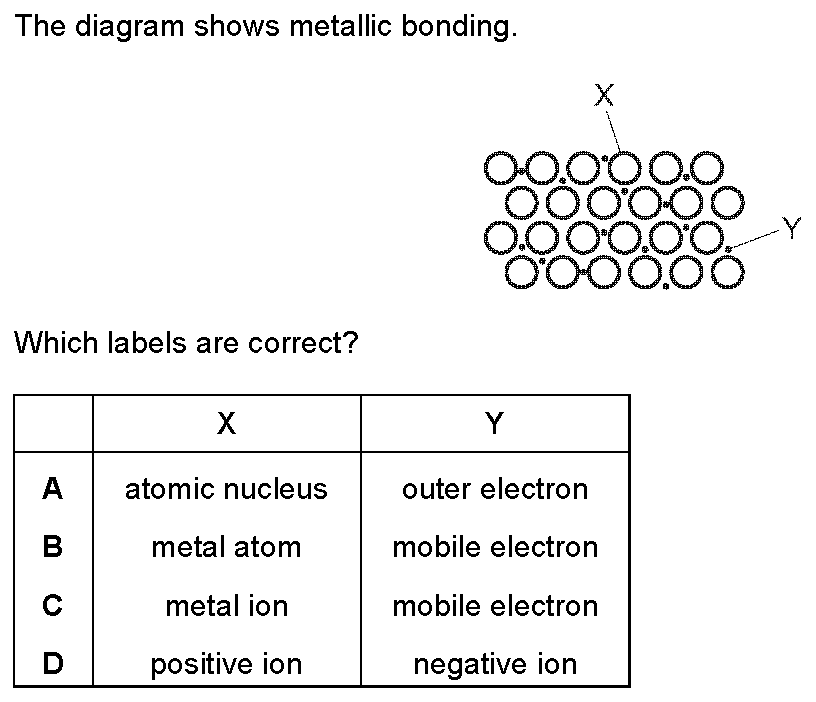 The diagram shows metallic bonding.
X
Y
Which labels are correct?
X Y
A atomic nucleus outer electron
B metal atom mobile electron
C metal ion mobile electron
D positive ion negative ion